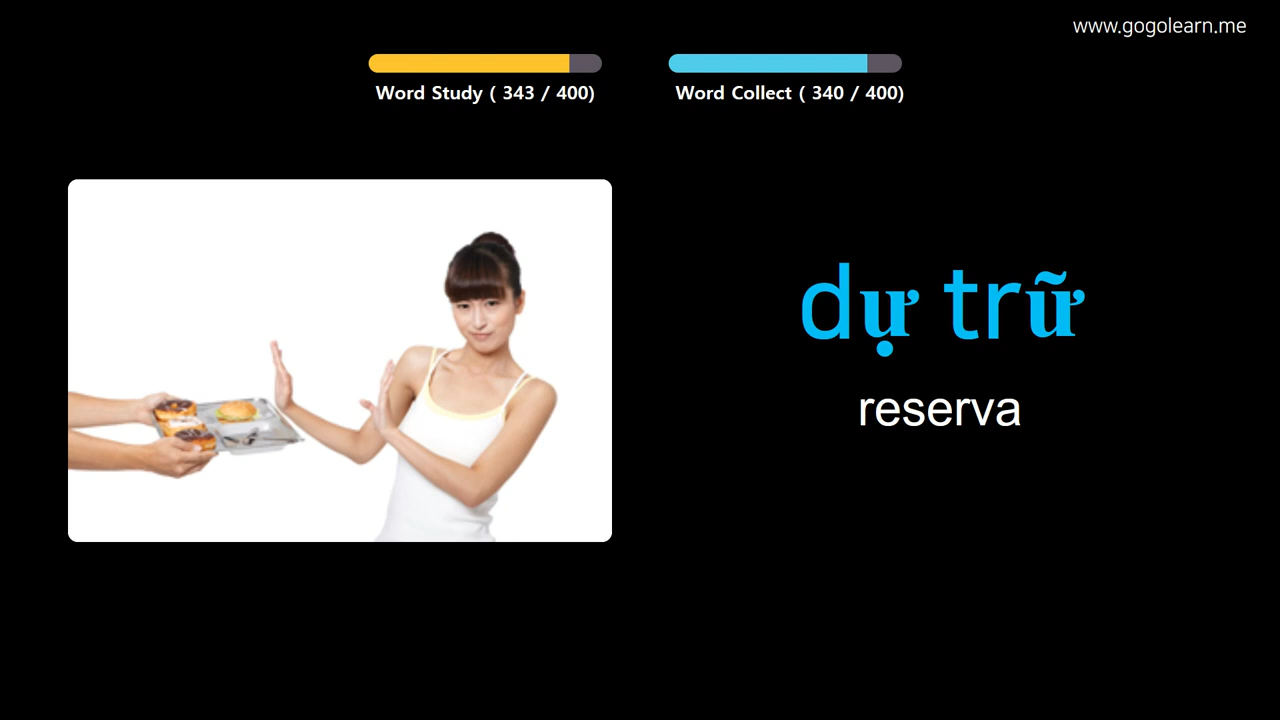 www.gogolearn.me
Word Study ( 343 / 400)
Word Collect ( 340 / 400)
dự trữ
reserva